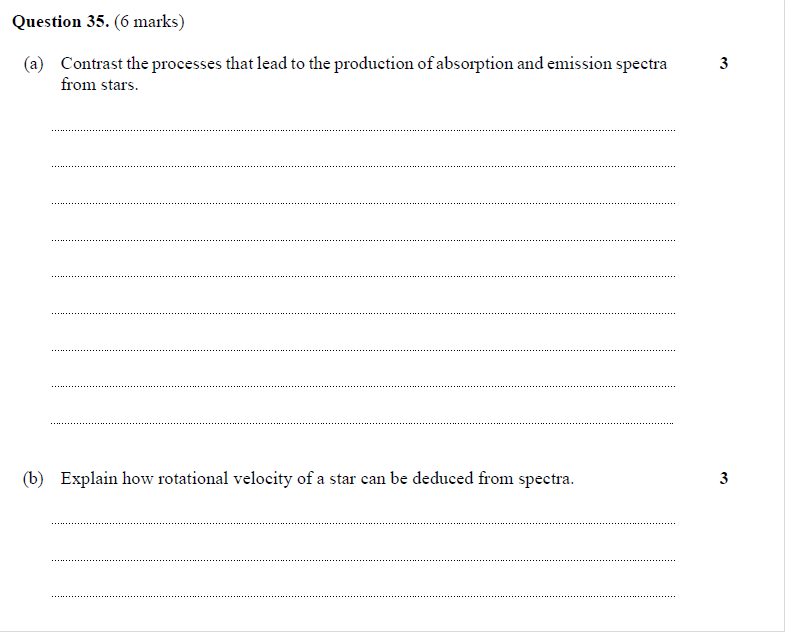 Question 35. (6 marks)
(a) Contrast the processes that lead to the production of absorption and emission spectra 3
from stars.
(b) Explain how rotational velocity of a star can be deduced from spectra. 3